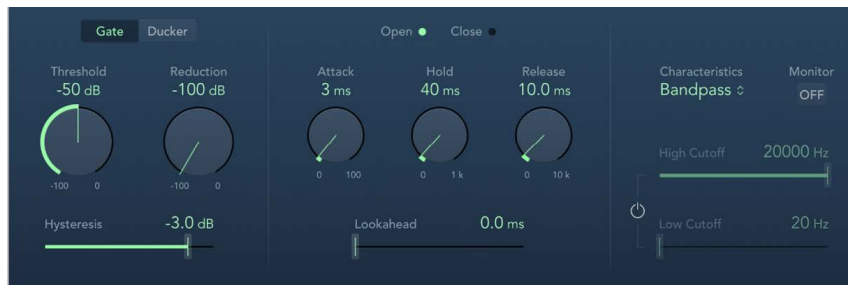 Gate Ducker
Open Close
Threshold
-50 dB
-100 0
Reduction
-100 dB
-100 0
Attack
3 ms
0 100
Hold
40 ms
0 1 k
Release
10.0 ms
0 10 k
Characteristics
Bandpass
Monitor
OFF
High Cutoff 20000 Hz
Hysteresis -3.0 dB
Lookahead 0.0 ms
Low Cutoff 20 Hz